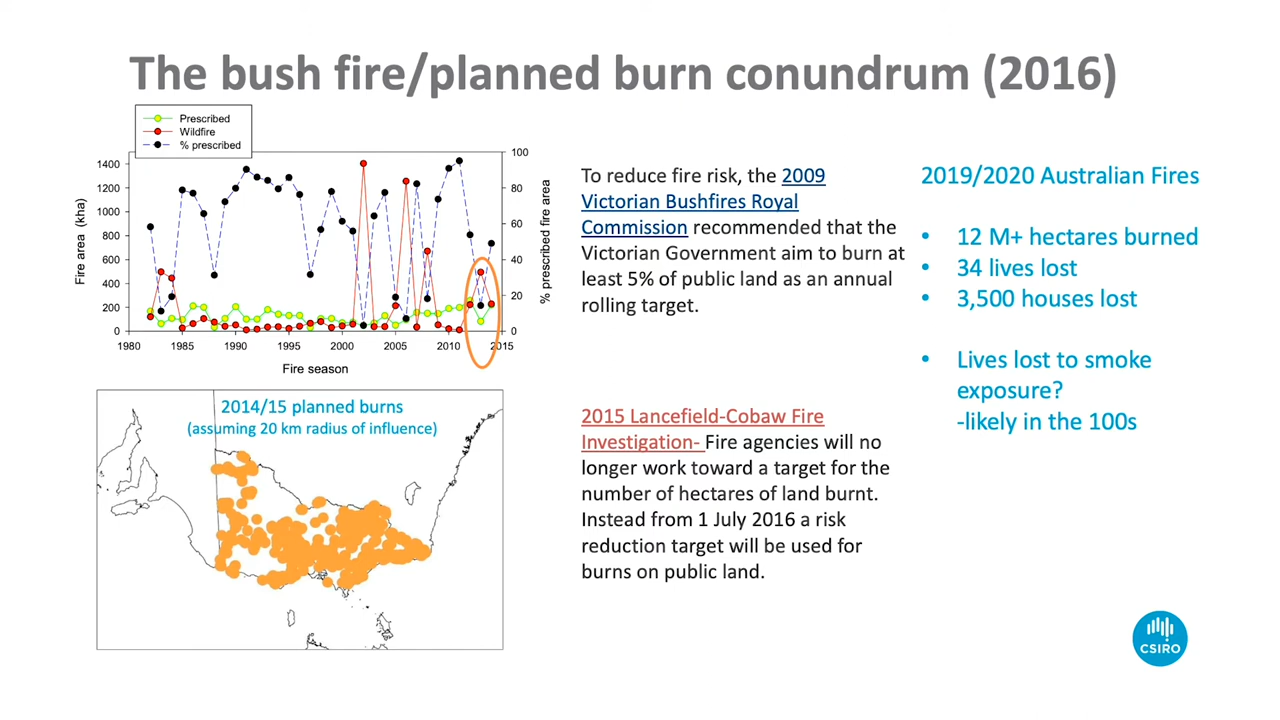 The bush fire/planned burn conundrum (2016)
Prescribed
Wildfire
% prescribed
Fire area (kha)
1400
1200
1000
800
600
400
200
0
100
80
60
40
20
0
% prescribed fire area
1980
1985
1990
1995
2000
2005
2010
2015
Fire season
2014/15 planned burns
(assuming 20 km radius of influence)
To reduce fire risk, the 2009
Victorian Bushfires Royal
Commission recommended that the
Victorian Government aim to burn at
least 5% of public land as an annual
rolling target.
2015 Lancefield-Cobaw Fire
Investigation- Fire agencies will no
longer work toward a target for the
number of hectares of land burnt.
Instead from 1 July 2016 a risk
reduction target will be used for
burns on public land.
2019/2020 Australian Fires
• 12 M+ hectares burned
• 34 lives lost
• 3,500 houses lost
• Lives lost to smoke
exposure?
-likely in the 100s
CSIRO